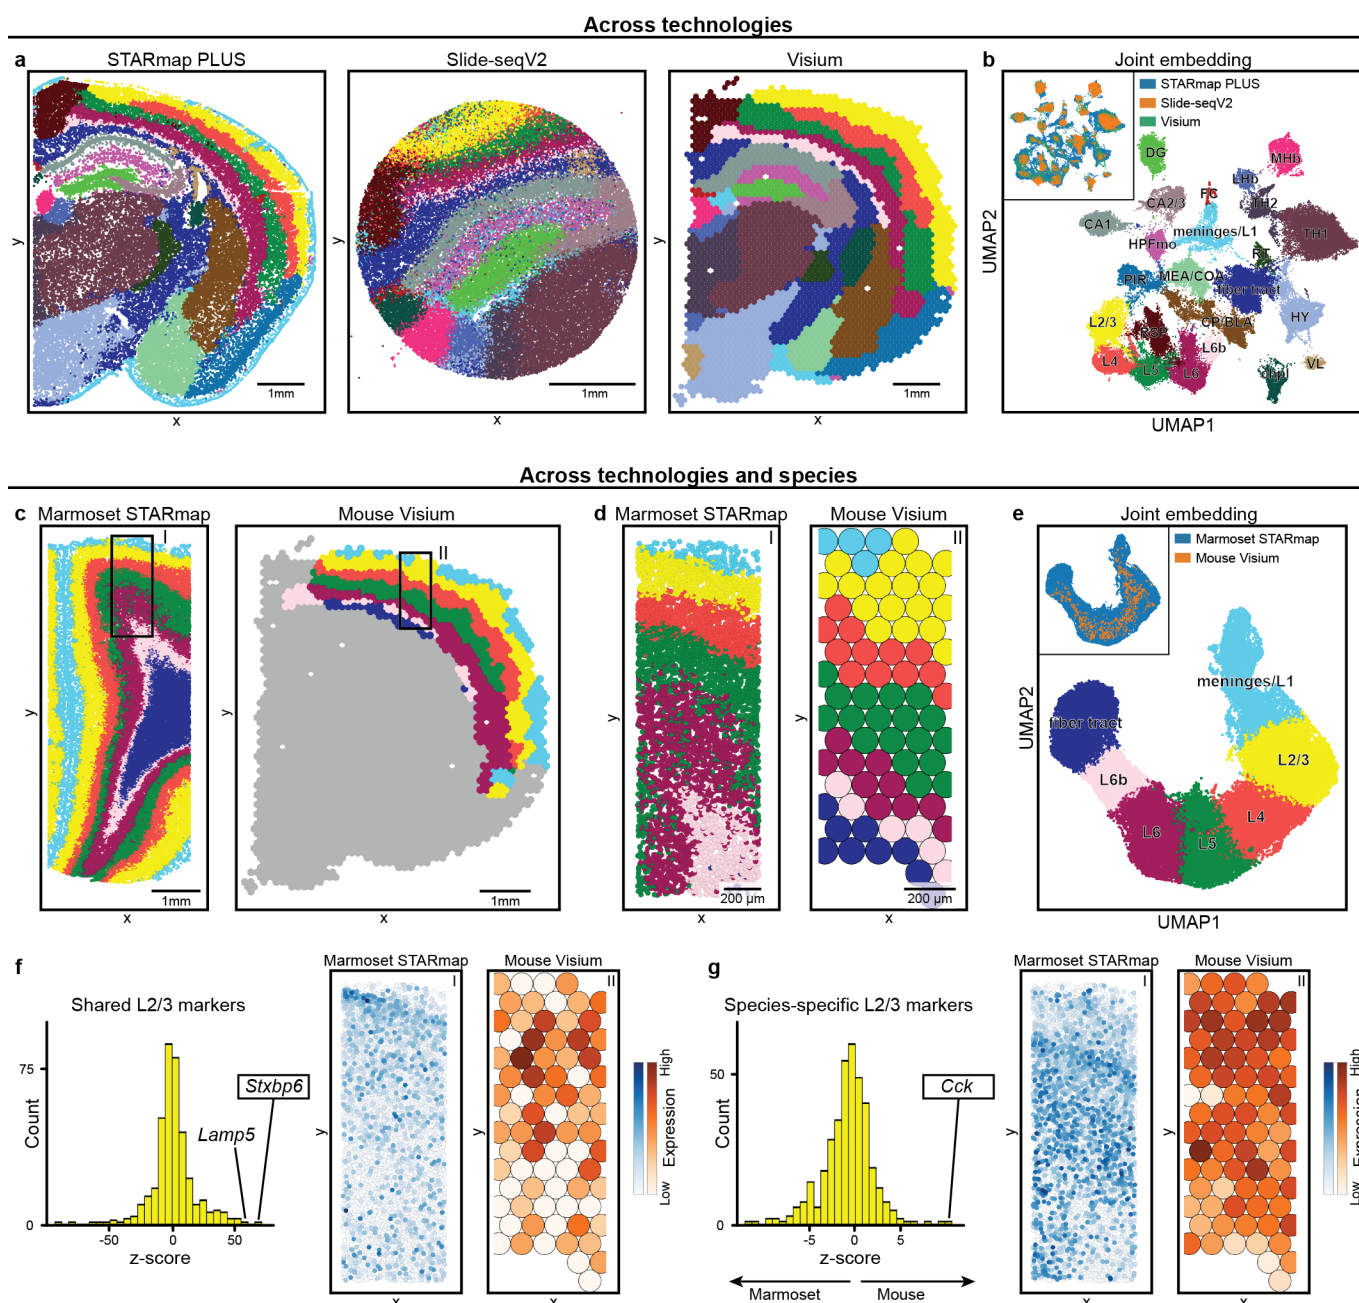 Across technologies
a
STARmap PLUS
Slide-seqV2
Visium
y
y
y
1mm
1mm
1mm
x
x
x
b
Joint embedding
STARmap PLUS
Slide-seqV2
Visium
DG
MHb
LHb
FC
CA2/3
TH2
CA1
meninges/L1
TH1
HPFmo
RT
PIR
MEA/COA
fiber tract
L2/3
CP/BLA
HY
RSP
L6b
L4
L5
L6
chpl
VL
UMAP2
UMAP1
Across technologies and species
c
Marmoset STARmap
Mouse Visium
I
II
y
y
1mm
1mm
x
x
d
Marmoset STARmap
Mouse Visium
I
II
y
y
200 µm
200 µm
x
x
e
Joint embedding
Marmoset STARmap
Mouse Visium
meninges/L1
fiber tract
L2/3
L6b
L4
L6
L5
UMAP2
UMAP1
f
Shared L2/3 markers
75
Count
0
Stxbp6
Lamp5
-50
0
50
z-score
Marmoset STARmap
Mouse Visium
I
II
y
y
x
x
High
Expression
Low
g
Species-specific L2/3 markers
50
Count
0
Cck
-5
0
5
z-score
Marmoset
Mouse
Marmoset STARmap
Mouse Visium
I
II
y
y
x
x
High
Expression
Low